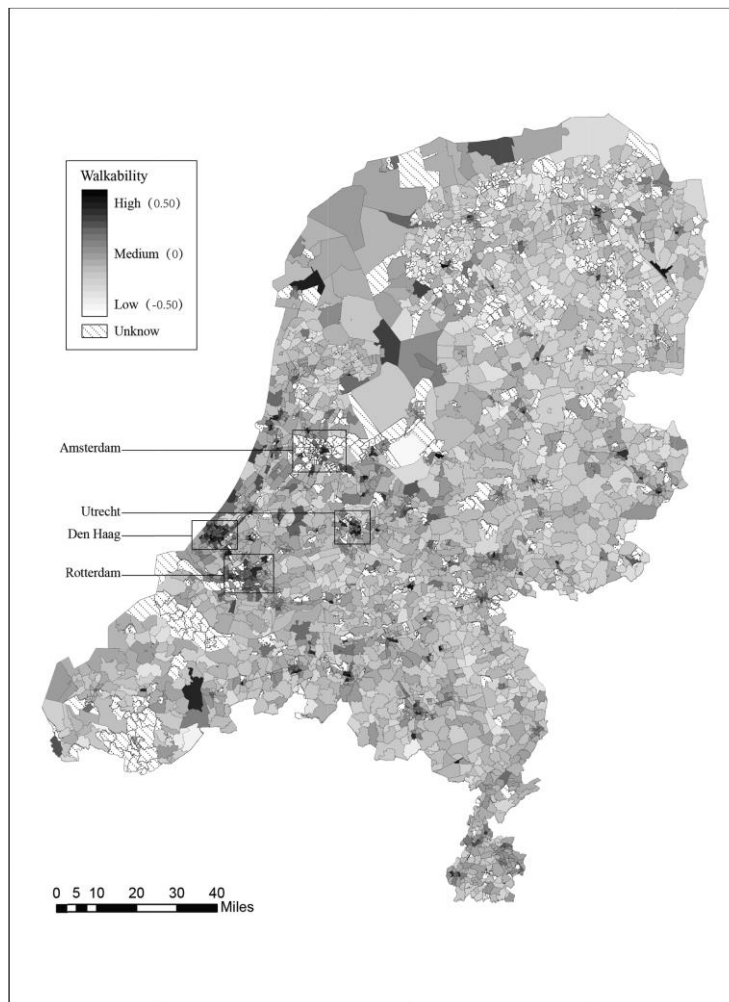 Walkability
High (0.50)
Medium (0)
Low (-0.50)
Unknow
Amsterdam
Utrecht
Den Haag
Rotterdam
0 5 10 20 30 40
Miles